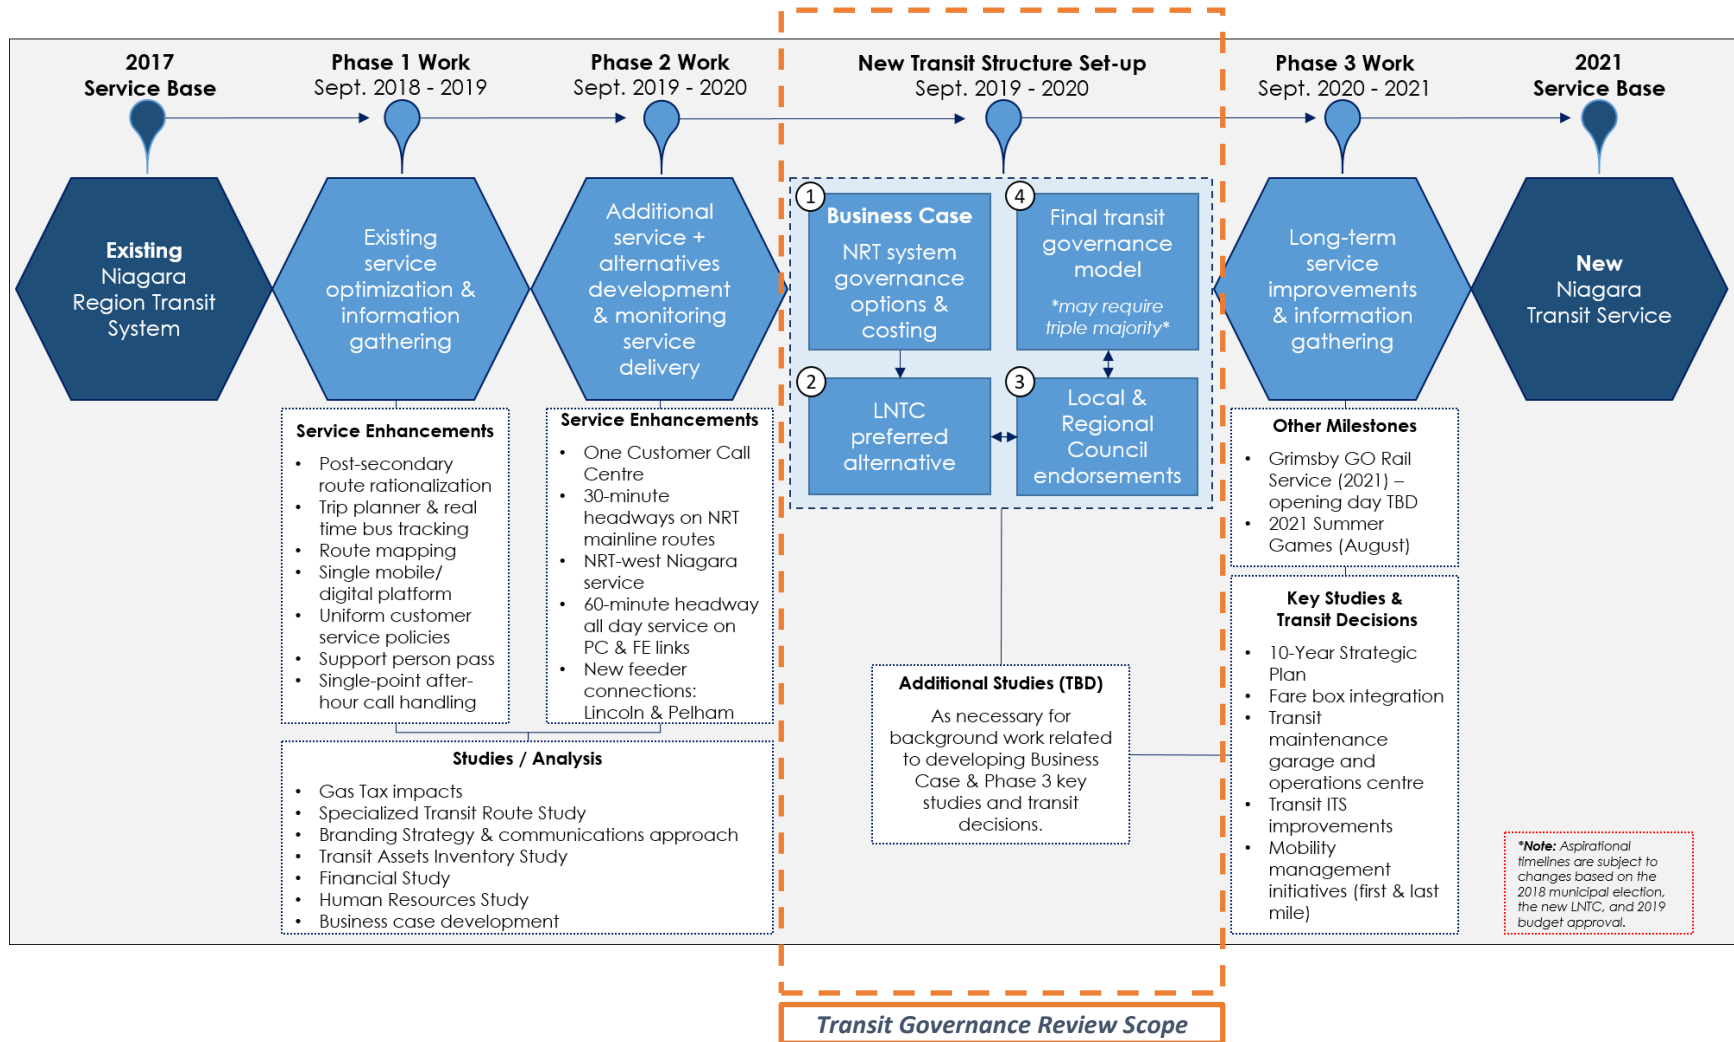 2017
Service Base
Phase 1 Work
Sept. 2018 - 2019
Phase 2 Work
Sept. 2019 - 2020
New Transit Structure Set-up
Sept. 2019 - 2020
Phase 3 Work
Sept. 2020 - 2021
2021
Service Base
Existing
Niagara
Region Transit
System
Existing
service
optimization &
information
gathering
Additional
service +
alternatives
development
& monitoring
service
delivery
1
Business Case
NRT system
governance
options &
costing
2
LNTC
preferred
alternative
3
Local &
Regional
Council
endorsements
4
Final transit
governance
model
*may require
triple majority*
Long-term
service
improvements
& information
gathering
New
Niagara
Transit Service
Service Enhancements
• Post-secondary
route rationalization
• Trip planner & real
time bus tracking
• Route mapping
• Single mobile/
digital platform
• Uniform customer
service policies
• Support person pass
• Single-point after-
hour call handling
Service Enhancements
• One Customer Call
Centre
• 30-minute
headways on NRT
mainline routes
• NRT-west Niagara
service
• 60-minute headway
all day service on
PC & FE links
• New feeder
connections:
Lincoln & Pelham
Studies / Analysis
• Gas Tax impacts
• Specialized Transit Route Study
• Branding Strategy & communications approach
• Transit Assets Inventory Study
• Financial Study
• Human Resources Study
• Business case development
Additional Studies (TBD)
As necessary for
background work related
to developing Business
Case & Phase 3 key
studies and transit
decisions.
Other Milestones
• Grimsby GO Rail
Service (2021) –
opening day TBD
• 2021 Summer
Games (August)
Key Studies &
Transit Decisions
• 10-Year Strategic
Plan
• Fare box integration
• Transit
maintenance
garage and
operations centre
• Transit ITS
improvements
• Mobility
management
initiatives (first & last
mile)
*Note: Aspirational
timelines are subject to
changes based on the
2018 municipal election,
the new LNTC, and 2019
budget approval.
Transit Governance Review Scope